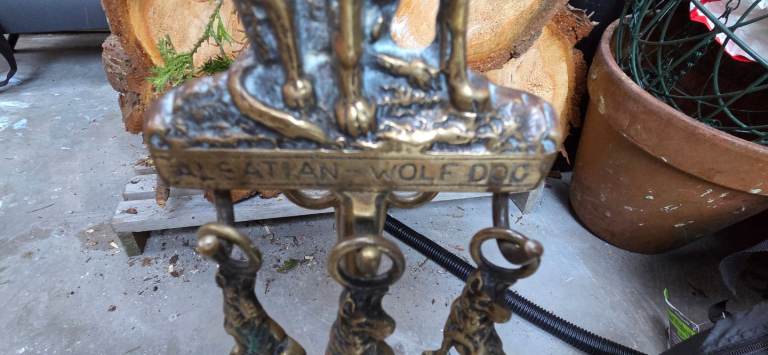 ALSATIAN - WOLF DOG